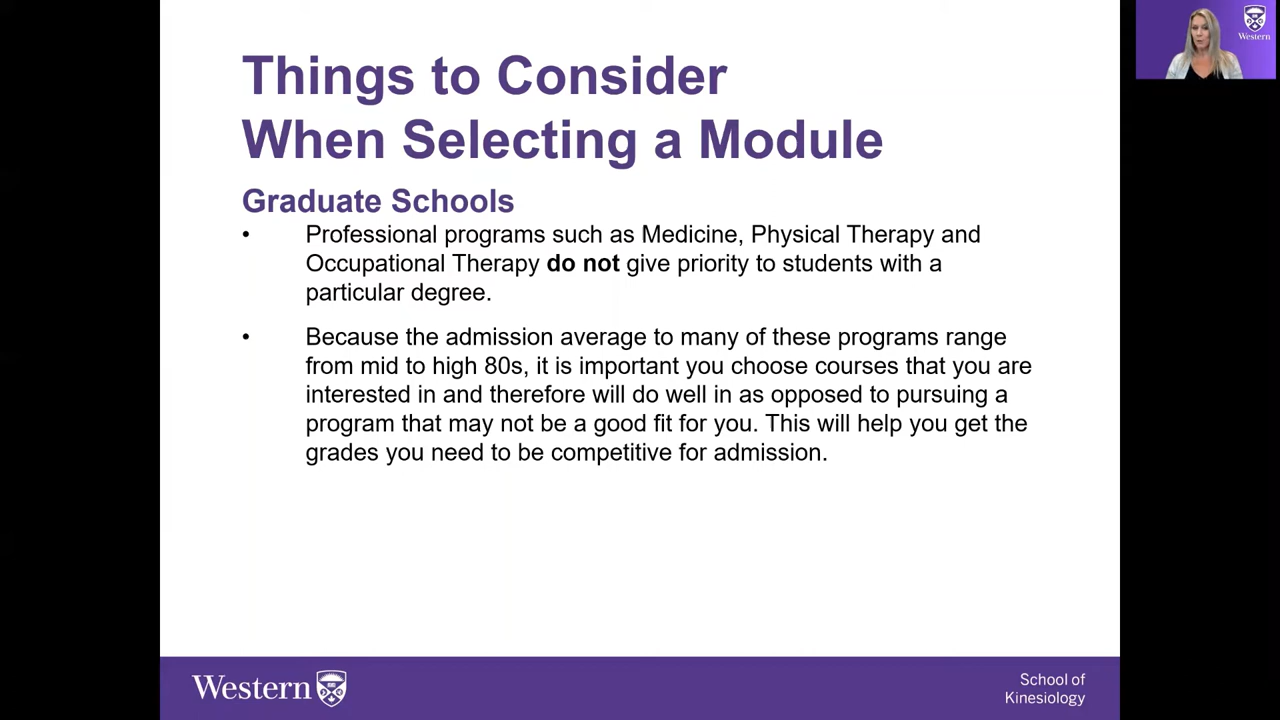 Things to Consider
When Selecting a Module
Graduate Schools
• Professional programs such as Medicine, Physical Therapy and
Occupational Therapy do not give priority to students with a
particular degree.
• Because the admission average to many of these programs range
from mid to high 80s, it is important you choose courses that you are
interested in and therefore will do well in as opposed to pursuing a
program that may not be a good fit for you. This will help you get the
grades you need to be competitive for admission.
Western
School of
Kinesiology
Western